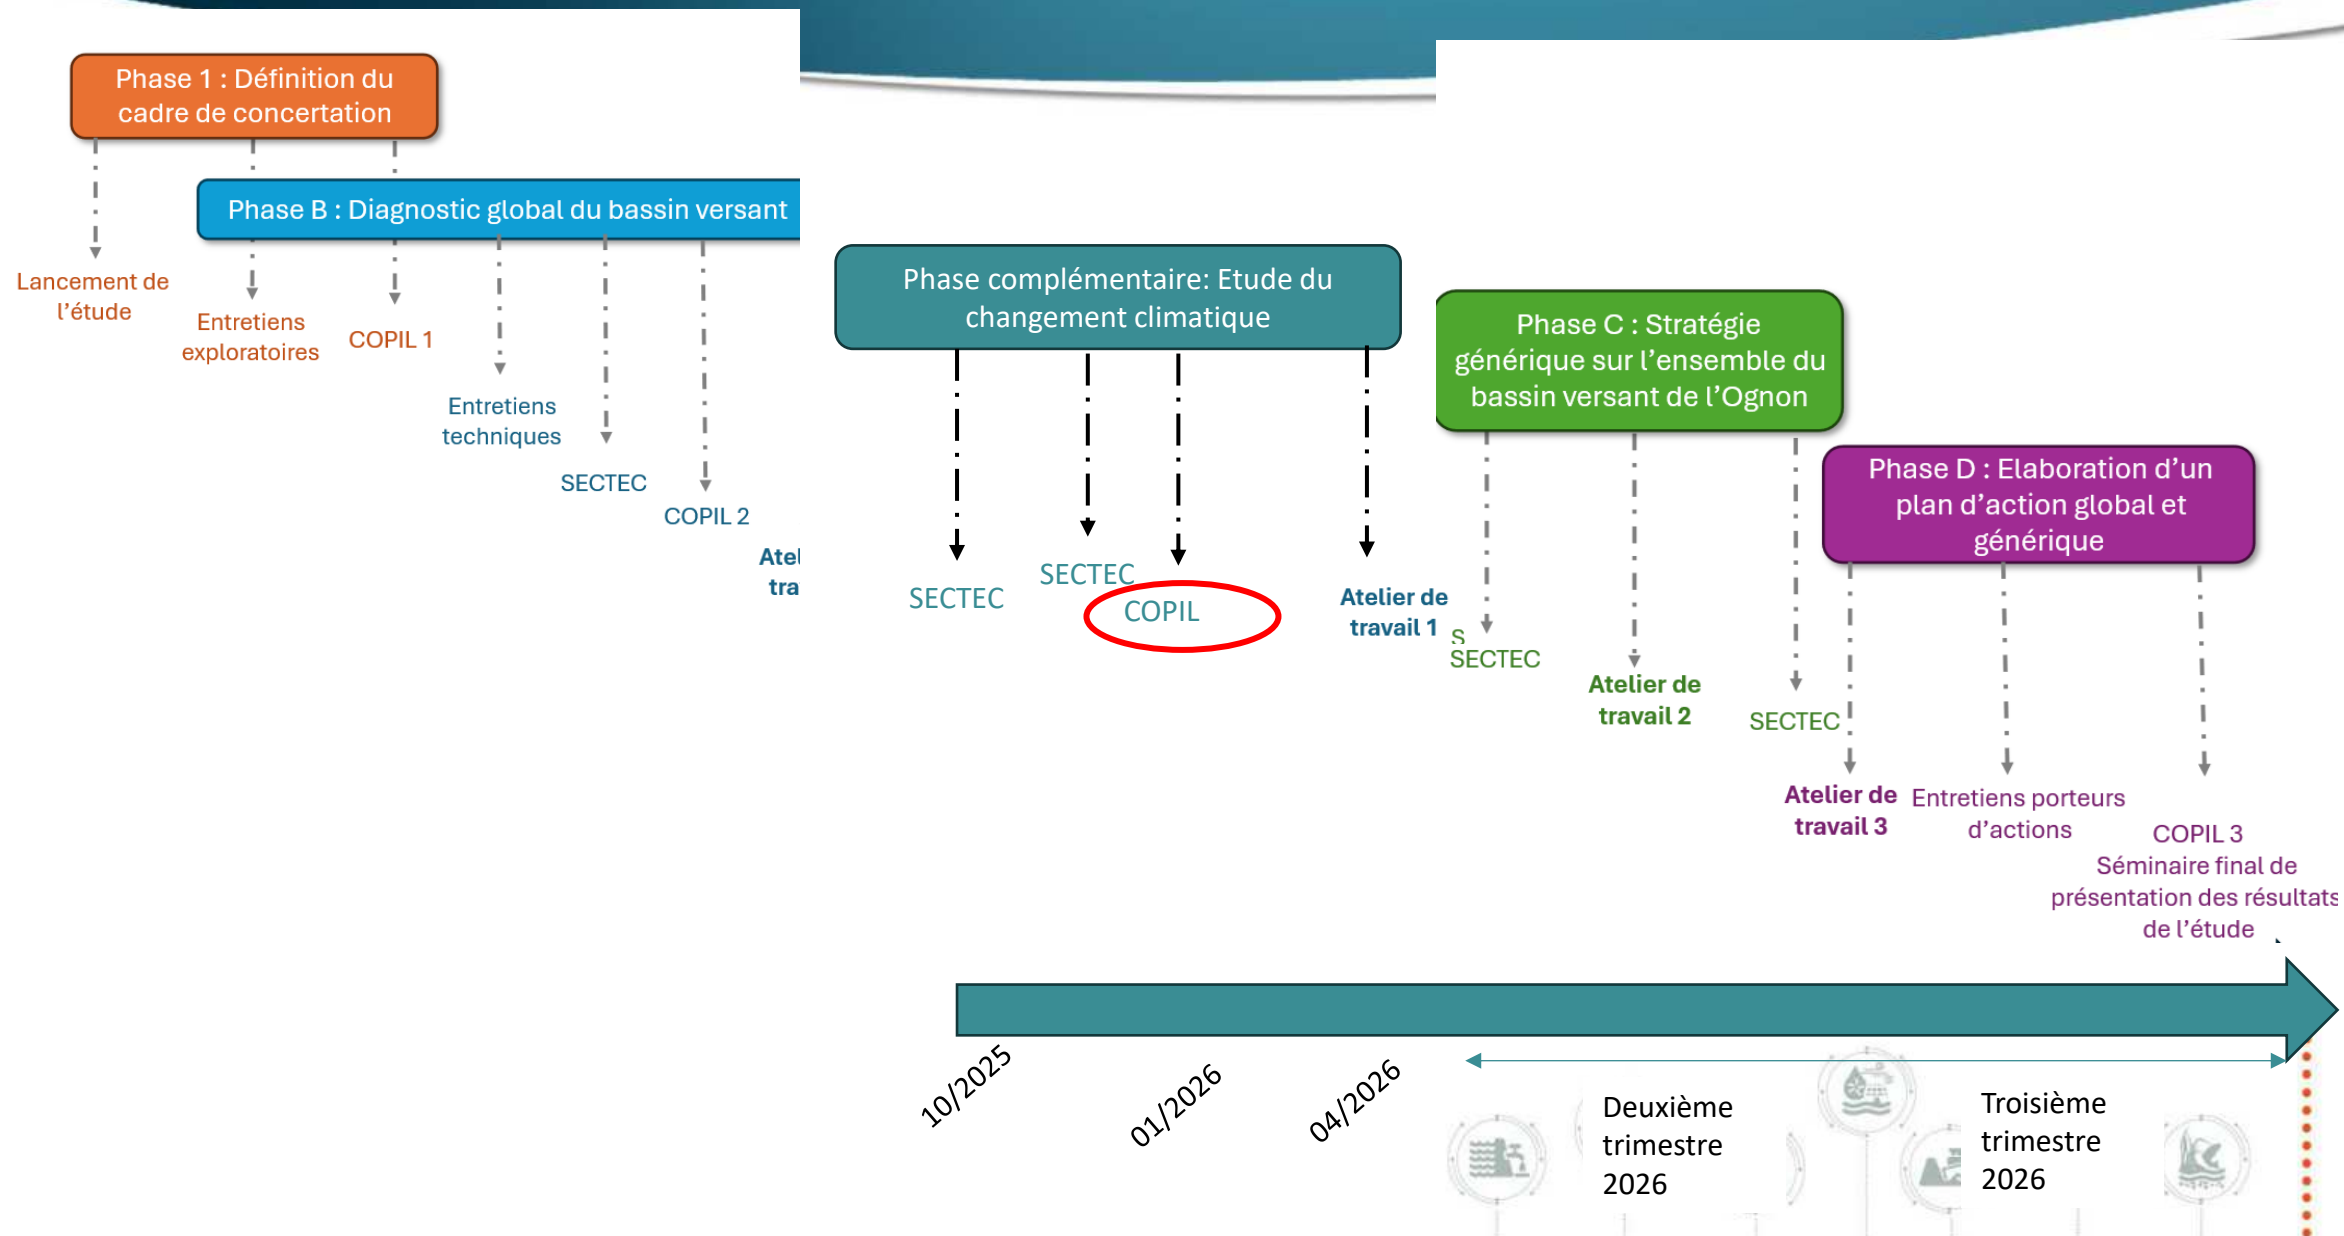 Phase 1 : Définition du
cadre de concertation
Lancement de
l’étude
Entretiens
exploratoires
COPIL 1
Phase B : Diagnostic global du bassin versant
Entretiens
techniques
SECTEC
COPIL 2
Phase complémentaire: Etude du
changement climatique
SECTEC
SECTEC
COPIL
Atelier de
travail 1
Phase C : Stratégie
générique sur l’ensemble du
bassin versant de l’Ognon
S
SECTEC
Atelier de
travail 2
SECTEC
Phase D : Elaboration d’un
plan d’action global et
générique
Atelier de
travail 3
Entretiens porteurs
d’actions
COPIL 3
Séminaire final de
présentation des résultats
de l’étude
10/2025
01/2026
04/2026
Deuxième
trimestre
2026
Troisième
trimestre
2026